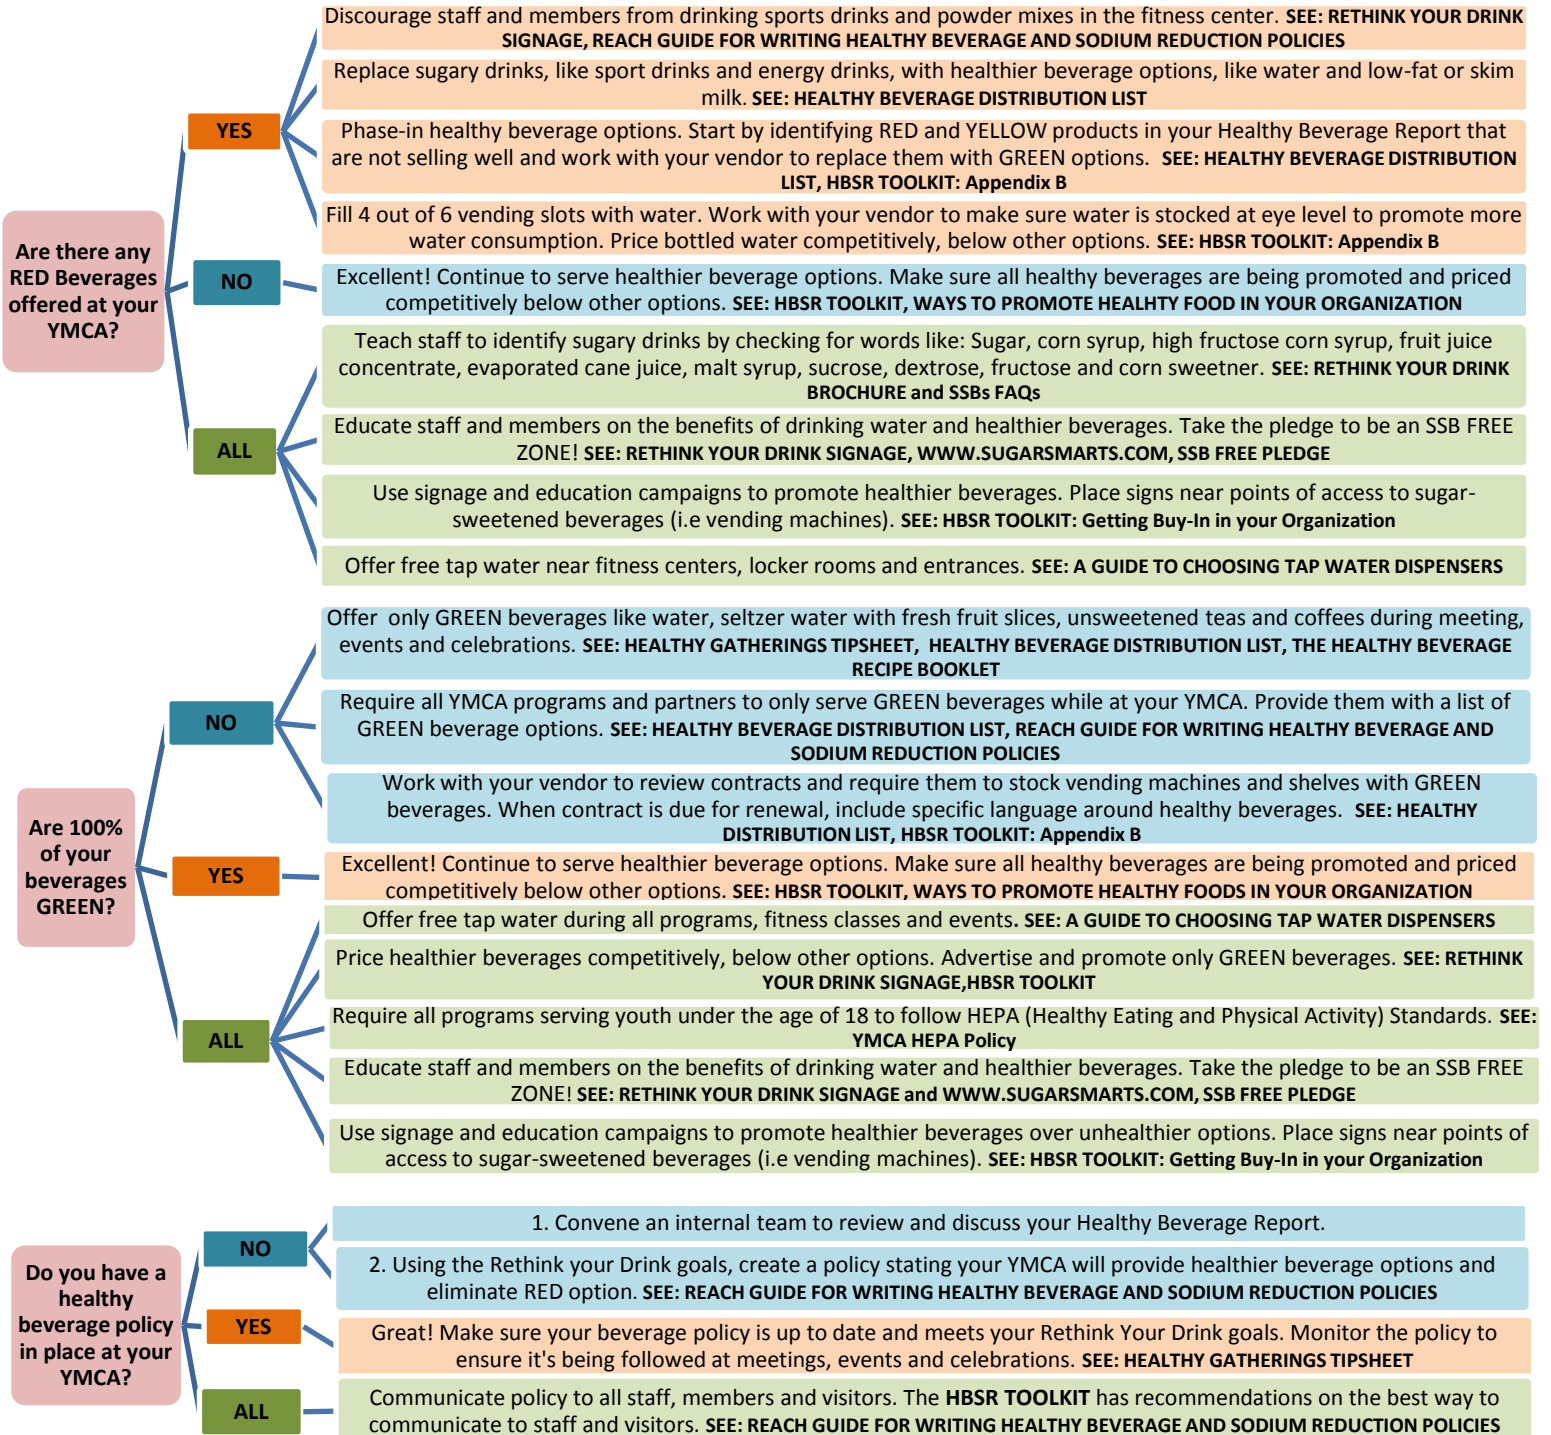 Are there any
RED Beverages
offered at your
YMCA?
YES
Discourage staff and members from drinking sports drinks and powder mixes in the fitness center. SEE: RETHINK YOUR DRINK
SIGNAGE, REACH GUIDE FOR WRITING HEALTHY BEVERAGE AND SODIUM REDUCTION POLICIES
Replace sugary drinks, like sport drinks and energy drinks, with healthier beverage options, like water and low-fat or skim
milk. SEE: HEALTHY BEVERAGE DISTRIBUTION LIST
Phase-in healthy beverage options. Start by identifying RED and YELLOW products in your Healthy Beverage Report that
are not selling well and work with your vendor to replace them with GREEN options. SEE: HEALTHY BEVERAGE DISTRIBUTION
LIST, HBSR TOOLKIT: Appendix B
Fill 4 out of 6 vending slots with water. Work with your vendor to make sure water is stocked at eye level to promote more
water consumption. Price bottled water competitively, below other options. SEE: HBSR TOOLKIT: Appendix B
NO
Excellent! Continue to serve healthier beverage options. Make sure all healthy beverages are being promoted and priced
competitively below other options. SEE: HBSR TOOLKIT, WAYS TO PROMOTE HEALHTY FOOD IN YOUR ORGANIZATION
ALL
Teach staff to identify sugary drinks by checking for words like: Sugar, corn syrup, high fructose corn syrup, fruit juice
concentrate, evaporated cane juice, malt syrup, sucrose, dextrose, fructose and corn sweetner. SEE: RETHINK YOUR DRINK
BROCHURE and SSBs FAQs
Educate staff and members on the benefits of drinking water and healthier beverages. Take the pledge to be an SSB FREE
ZONE! SEE: RETHINK YOUR DRINK SIGNAGE, WWW.SUGARSMARTS.COM, SSB FREE PLEDGE
Use signage and education campaigns to promote healthier beverages. Place signs near points of access to sugar-
sweetened beverages (i.e vending machines). SEE: HBSR TOOLKIT: Getting Buy-In in your Organization
Offer free tap water near fitness centers, locker rooms and entrances. SEE: A GUIDE TO CHOOSING TAP WATER DISPENSERS
Are 100%
of your
beverages
GREEN?
NO
Offer only GREEN beverages like water, seltzer water with fresh fruit slices, unsweetened teas and coffees during meeting,
events and celebrations. SEE: HEALTHY GATHERINGS TIPSHEET, HEALTHY BEVERAGE DISTRIBUTION LIST, THE HEALTHY BEVERAGE
RECIPE BOOKLET
Require all YMCA programs and partners to only serve GREEN beverages while at your YMCA. Provide them with a list of
GREEN beverage options. SEE: HEALTHY BEVERAGE DISTRIBUTION LIST, REACH GUIDE FOR WRITING HEALTHY BEVERAGE AND
SODIUM REDUCTION POLICIES
Work with your vendor to review contracts and require them to stock vending machines and shelves with GREEN
beverages. When contract is due for renewal, include specific language around healthy beverages. SEE: HEALTHY
DISTRIBUTION LIST, HBSR TOOLKIT: Appendix B
YES
Excellent! Continue to serve healthier beverage options. Make sure all healthy beverages are being promoted and priced
competitively below other options. SEE: HBSR TOOLKIT, WAYS TO PROMOTE HEALTHY FOODS IN YOUR ORGANIZATION
ALL
Offer free tap water during all programs, fitness classes and events. SEE: A GUIDE TO CHOOSING TAP WATER DISPENSERS
Price healthier beverages competitively, below other options. Advertise and promote only GREEN beverages. SEE: RETHINK
YOUR DRINK SIGNAGE,HBSR TOOLKIT
Require all programs serving youth under the age of 18 to follow HEPA (Healthy Eating and Physical Activity) Standards. SEE:
YMCA HEPA Policy
Educate staff and members on the benefits of drinking water and healthier beverages. Take the pledge to be an SSB FREE
ZONE! SEE: RETHINK YOUR DRINK SIGNAGE and WWW.SUGARSMARTS.COM, SSB FREE PLEDGE
Use signage and education campaigns to promote healthier beverages over unhealthier options. Place signs near points of
access to sugar-sweetened beverages (i.e vending machines). SEE: HBSR TOOLKIT: Getting Buy-In in your Organization
Do you have a
healthy
beverage policy
in place at your
YMCA?
NO
1. Convene an internal team to review and discuss your Healthy Beverage Report.
2. Using the Rethink your Drink goals, create a policy stating your YMCA will provide healthier beverage options and
eliminate RED option. SEE: REACH GUIDE FOR WRITING HEALTHY BEVERAGE AND SODIUM REDUCTION POLICIES
YES
Great! Make sure your beverage policy is up to date and meets your Rethink Your Drink goals. Monitor the policy to
ensure it's being followed at meetings, events and celebrations. SEE: HEALTHY GATHERINGS TIPSHEET
ALL
Communicate policy to all staff, members and visitors. The HBSR TOOLKIT has recommendations on the best way to
communicate to staff and visitors. SEE: REACH GUIDE FOR WRITING HEALTHY BEVERAGE AND SODIUM REDUCTION POLICIES